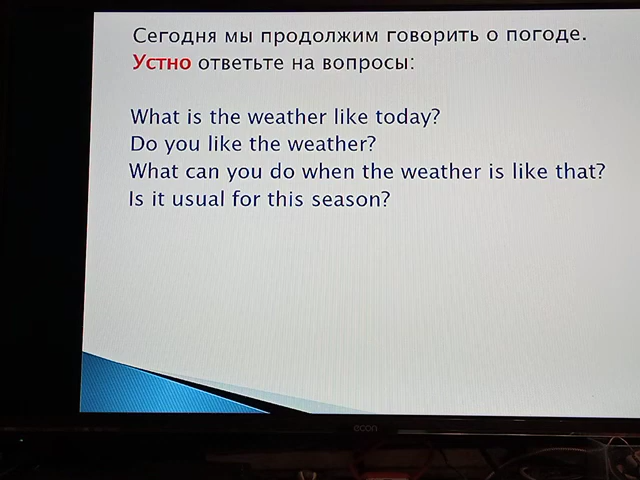 Сегодня мы продолжим говорить о погоде.
Устно ответьте на вопросы:
What is the weather like today?
Do you like the weather?
What can you do when the weather is like that?
Is it usual for this season?
econ